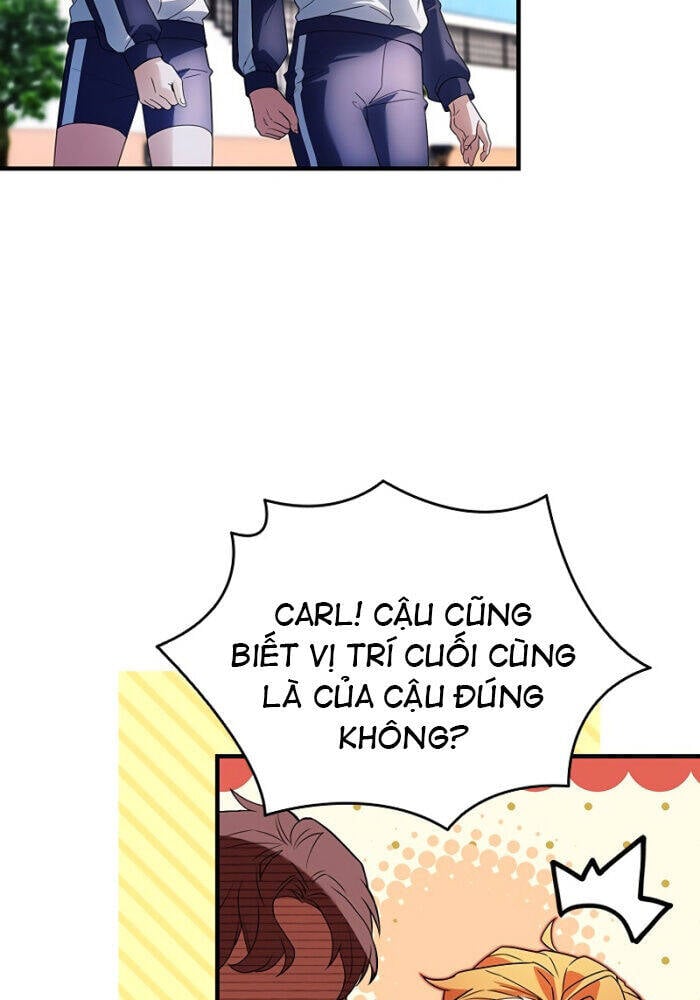 CARL! CẬU CŨNG
BIẾT VỊ TRÍ CUỐI CÙNG
LÀ CỦA CẬU ĐÚNG
KHÔNG?